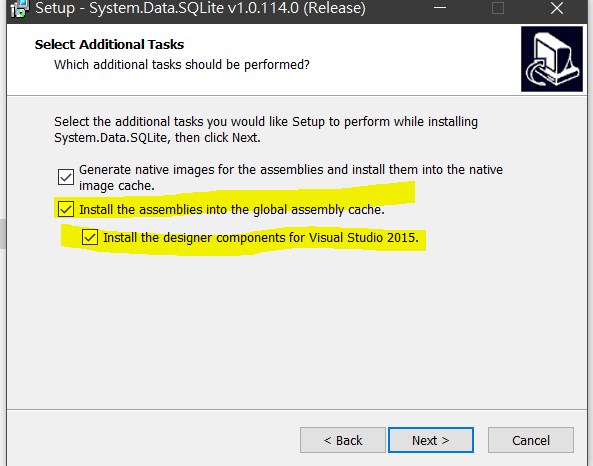 Setup - System.Data.SQLite v1.0.114.0 (Release)
Select Additional Tasks
Which additional tasks should be performed?
Select the additional tasks you would like Setup to perform while installing
System.Data.SQLite, then click Next.
Generate native images for the assemblies and install them into the native
image cache.
Install the assemblies into the global assembly cache.
Install the designer components for Visual Studio 2015.
< Back
Next >
Cancel